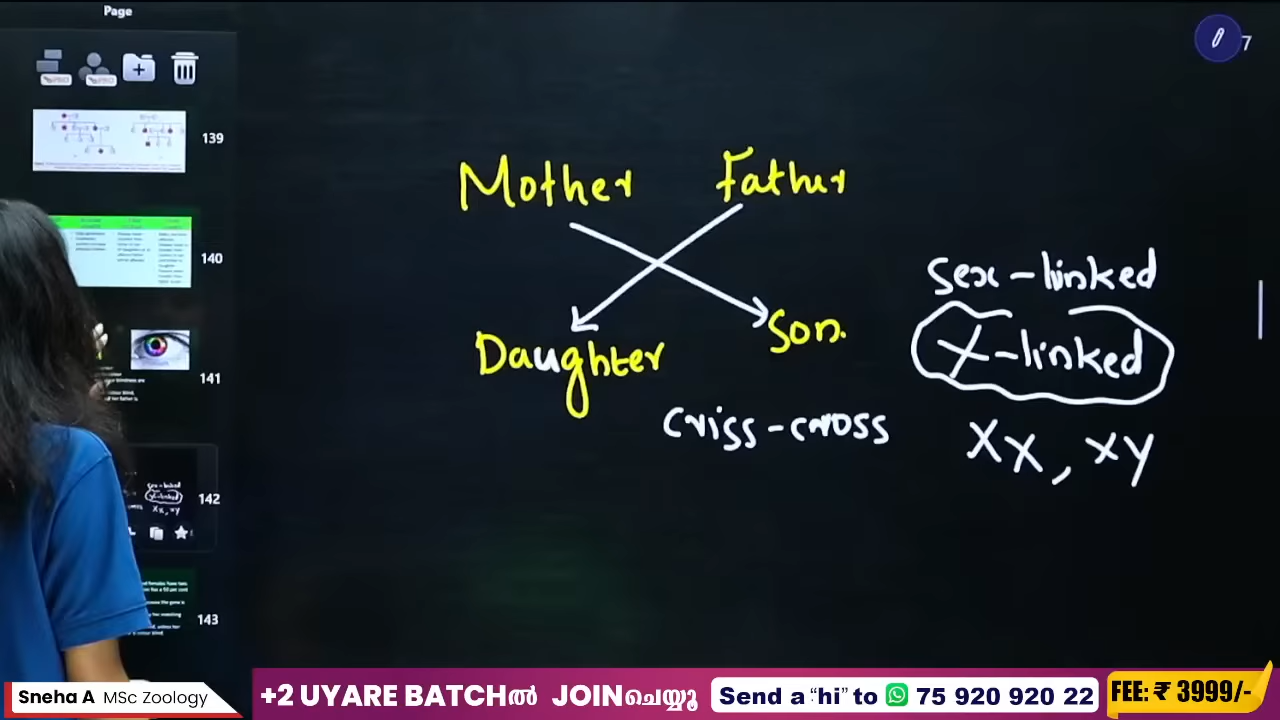 Page
7
139
140
141
142
143
Mother Father
Daughter Son.
criss-cross
sex-linked
X-linked
XX, XY
Sneha A MSc Zoology
+2 UYARE BATCHൽ JOINചെയ്യൂ
Send a “hi” to 75 920 920 22
FEE: ₹ 3999/-